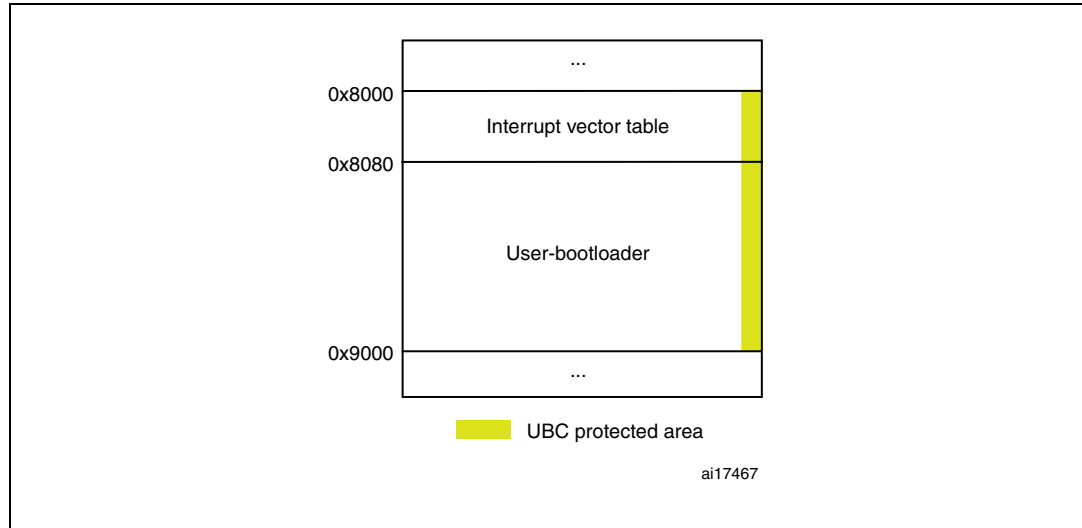 ...
0x8000
Interrupt vector table
0x8080
User-bootloader
0x9000
...
UBC protected area
ai17467